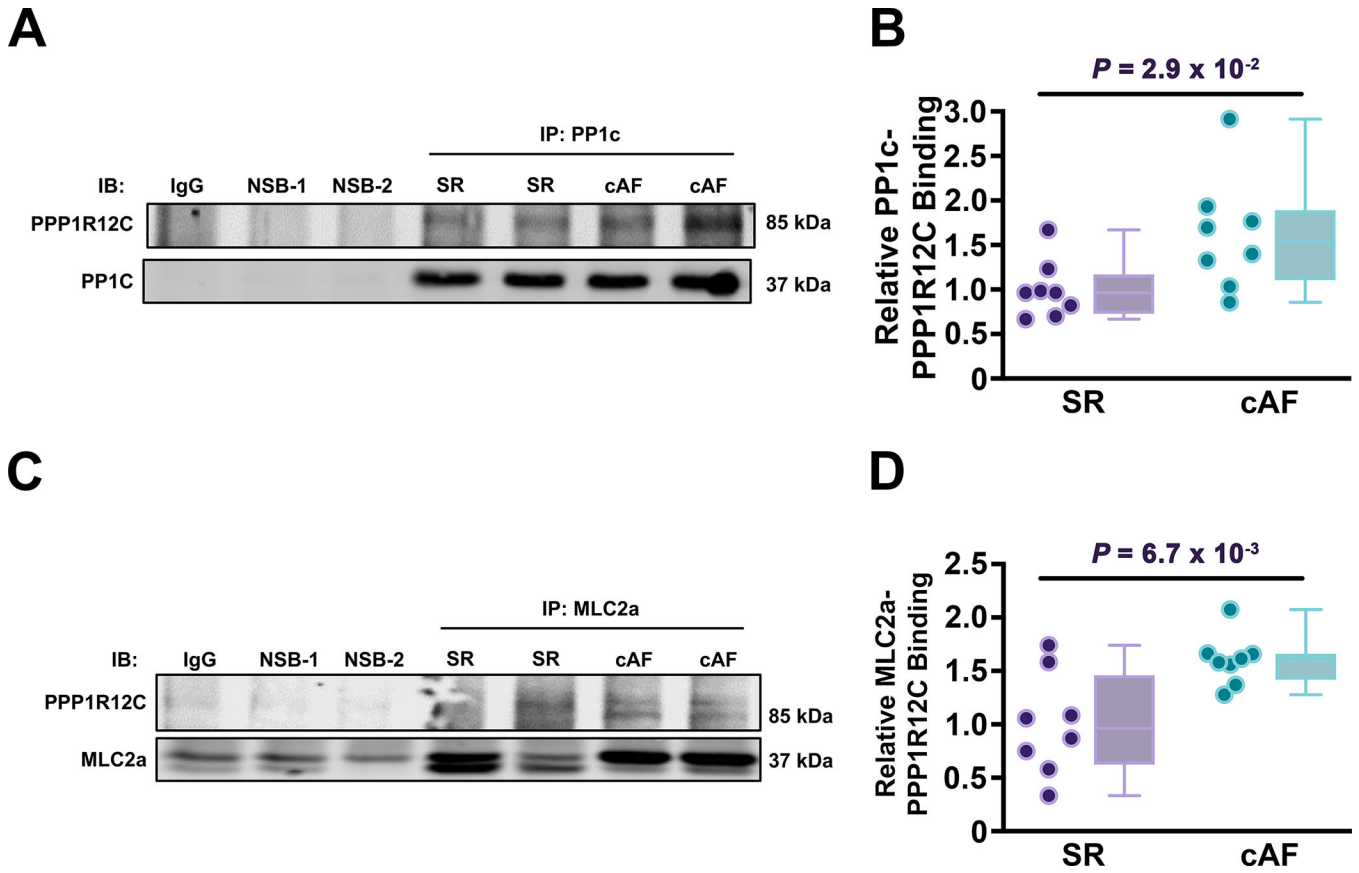 A
IP: PP1c
IB: IgG NSB-1 NSB-2 SR SR cAF cAF
PPP1R12C 85 kDa
PP1C 37 kDa
B
P = 2.9 x 10-2
Relative PP1c-
PPP1R12C Binding
3.0
2.5
2.0
1.5
1.0
0.5
0
SR cAF
C
IP: MLC2a
IB: IgG NSB-1 NSB-2 SR SR cAF cAF
PPP1R12C 85 kDa
MLC2a 37 kDa
D
P = 6.7 x 10-3
Relative MLC2a-
PPP1R12C Binding
2.5
2.0
1.5
1.0
0.5
0
SR cAF